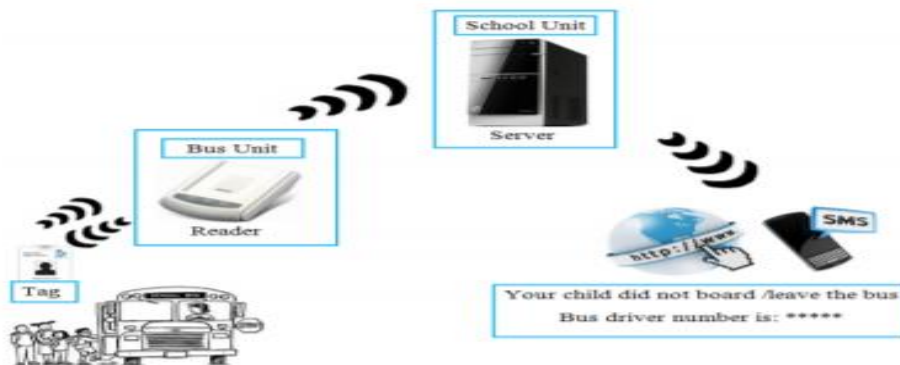 School Unit
Server
Bus Unit
Reader
Tag
http://www
SMS
Your child did not board /leave the bus
Bus driver number is: *****